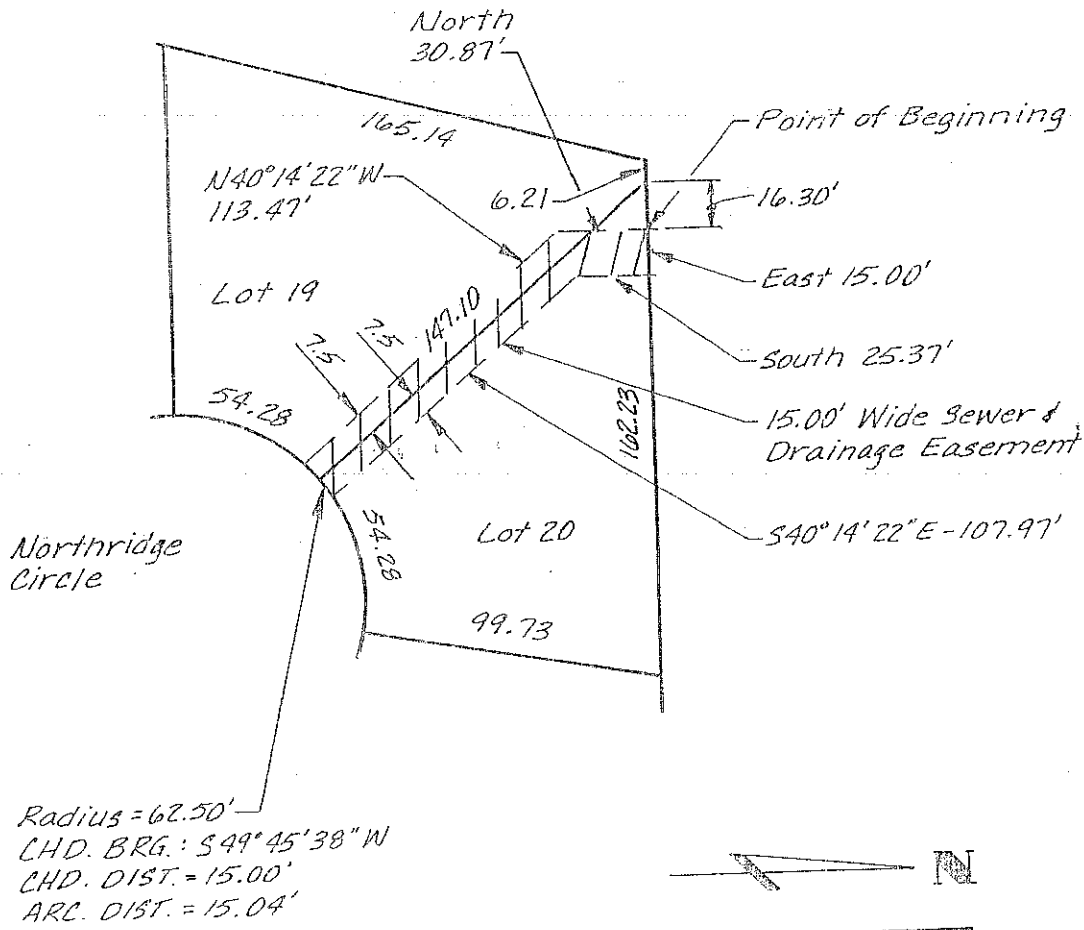 North
30.87'
Point of Beginning
165.14
N40°14'22"W
113.47'
6.21
16.30'
East 15.00'
Lot 19
147.10
7.5
7.5
South 25.37'
54.28
15.00' Wide Sewer &
Drainage Easement
162.23
S40°14'22"E-107.97'
54.28
Lot 20
Northridge
Circle
99.73
Radius=62.50'
CHD. BRG.: S49°45'38"W
CHD. DIST.=15.00'
ARC. DIST.=15.04'
N